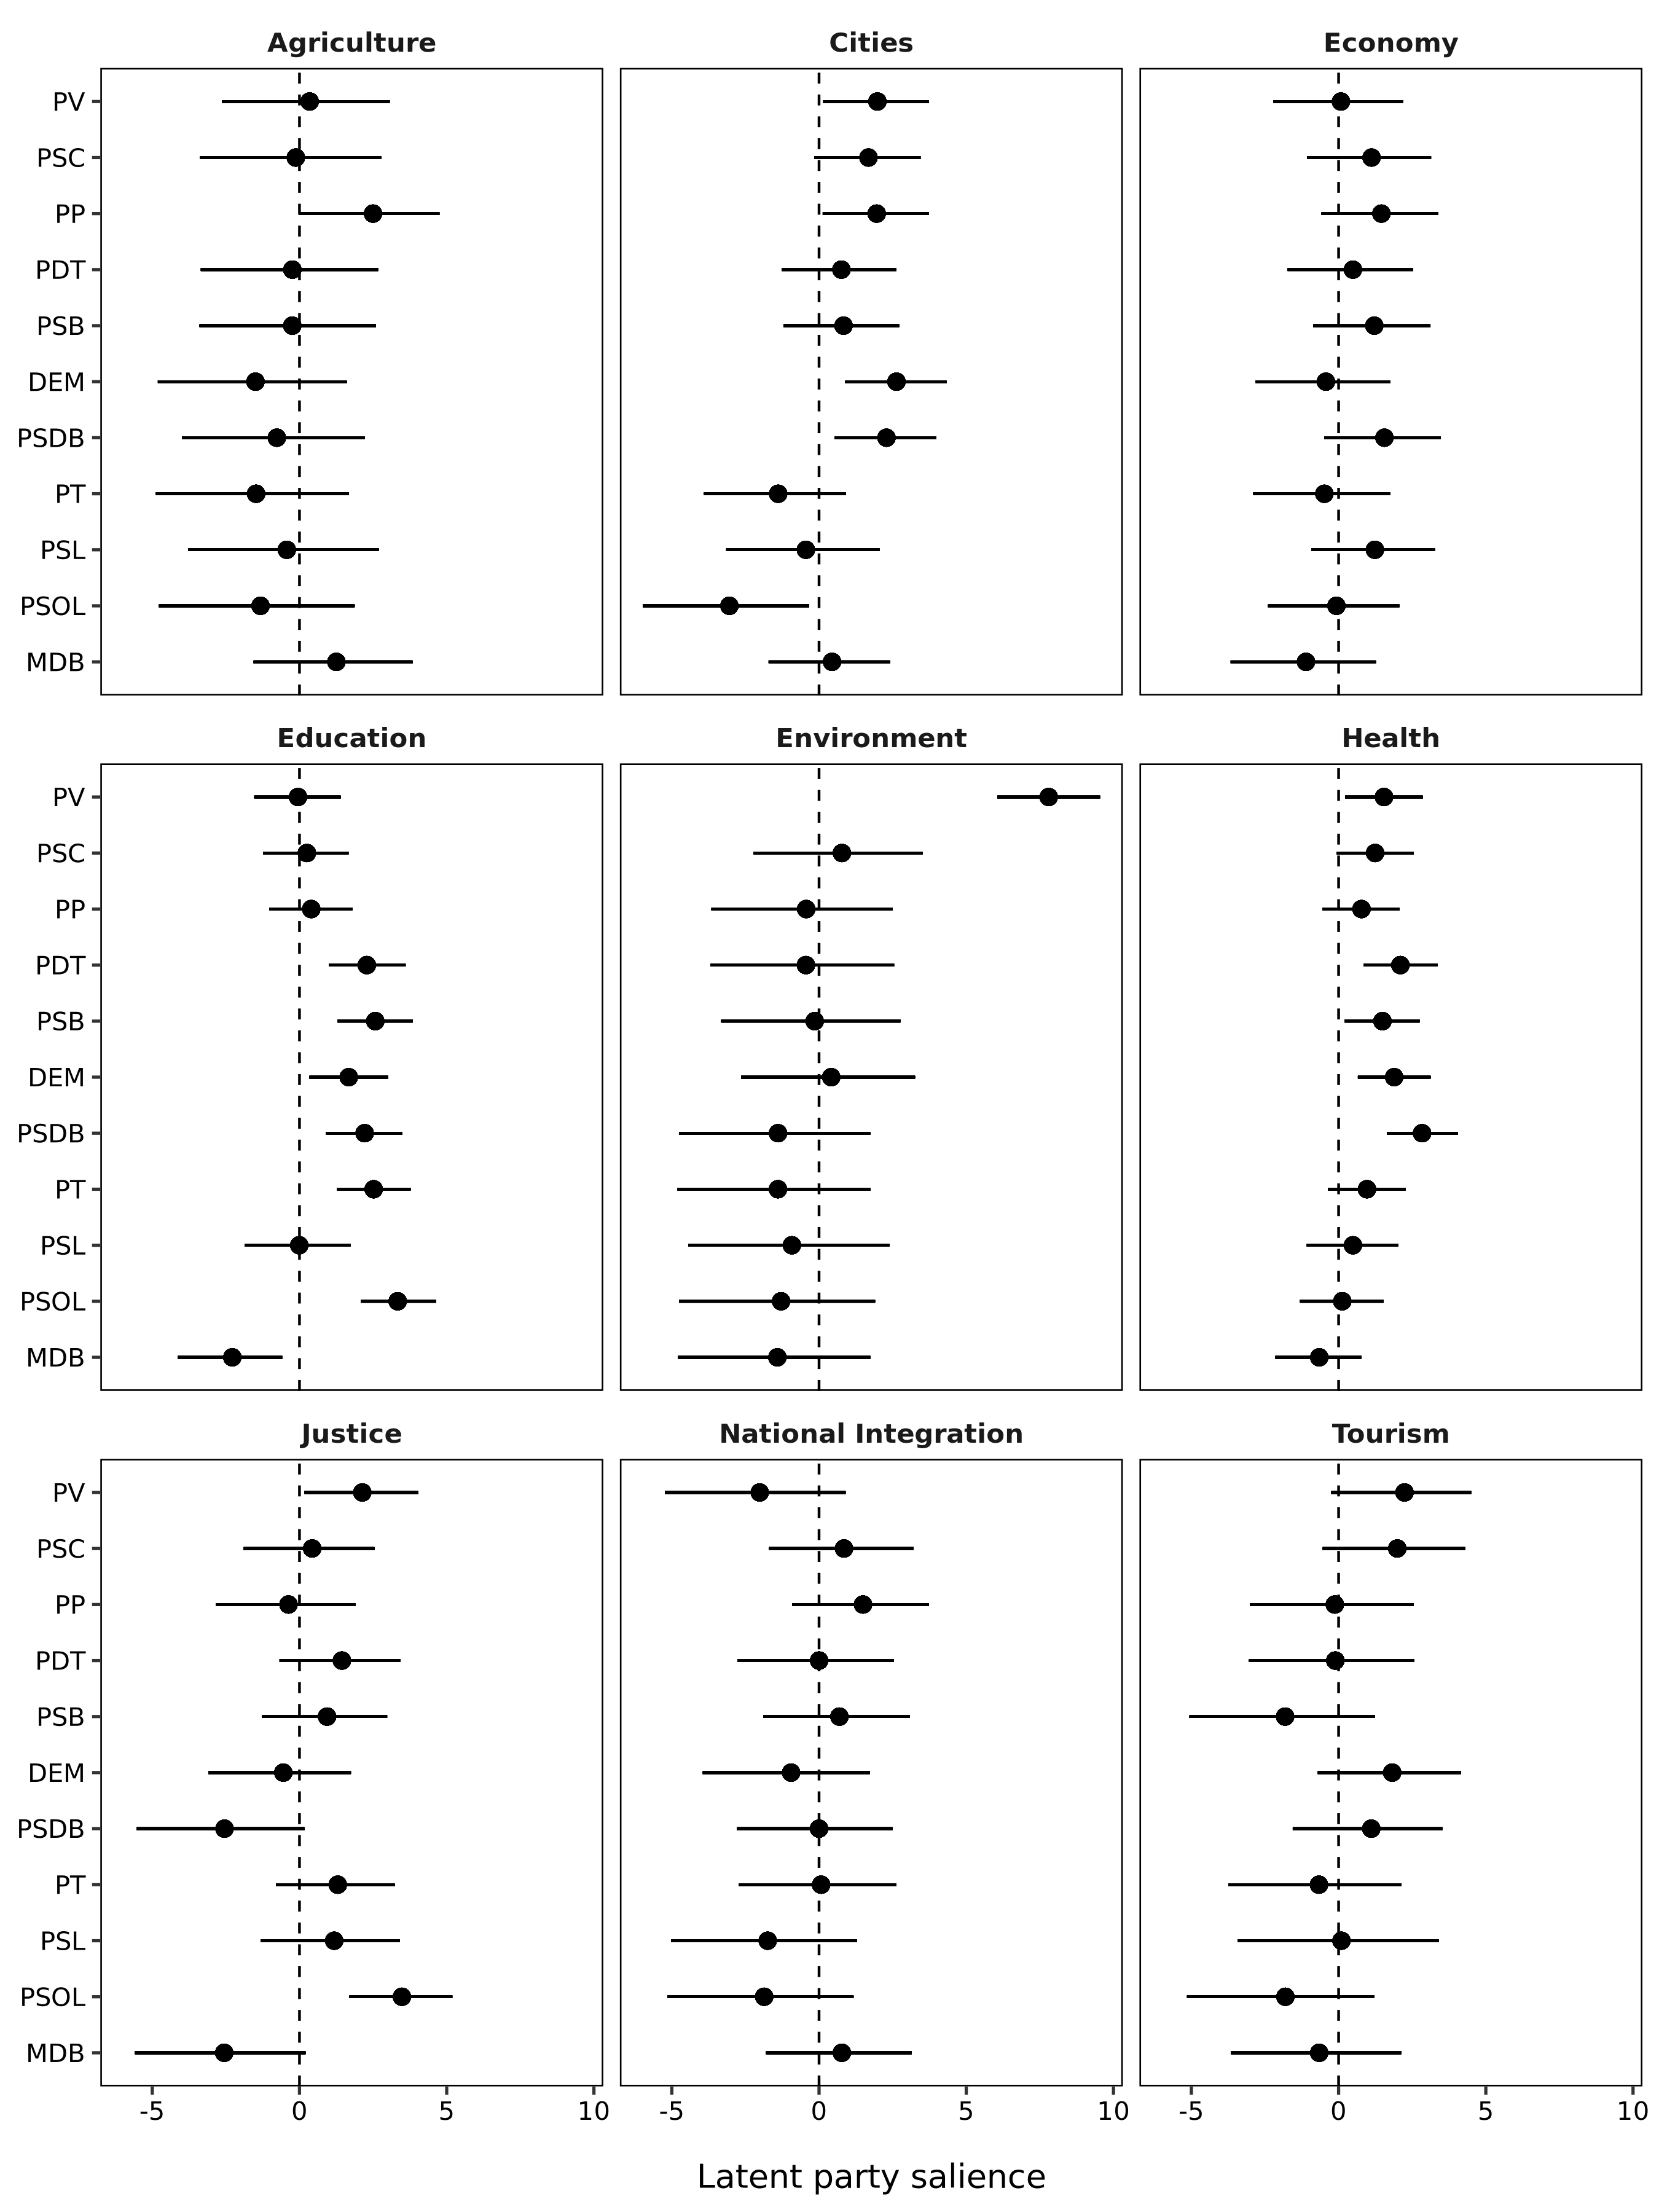 Agriculture Cities Economy
PV
PSC
PP
PDT
PSB
DEM
PSDB
PT
PSL
PSOL
MDB
Education Environment Health
PV
PSC
PP
PDT
PSB
DEM
PSDB
PT
PSL
PSOL
MDB
Justice National Integration Tourism
PV
PSC
PP
PDT
PSB
DEM
PSDB
PT
PSL
PSOL
MDB
-5 0 5 10 -5 0 5 10 -5 0 5 10
Latent party salience